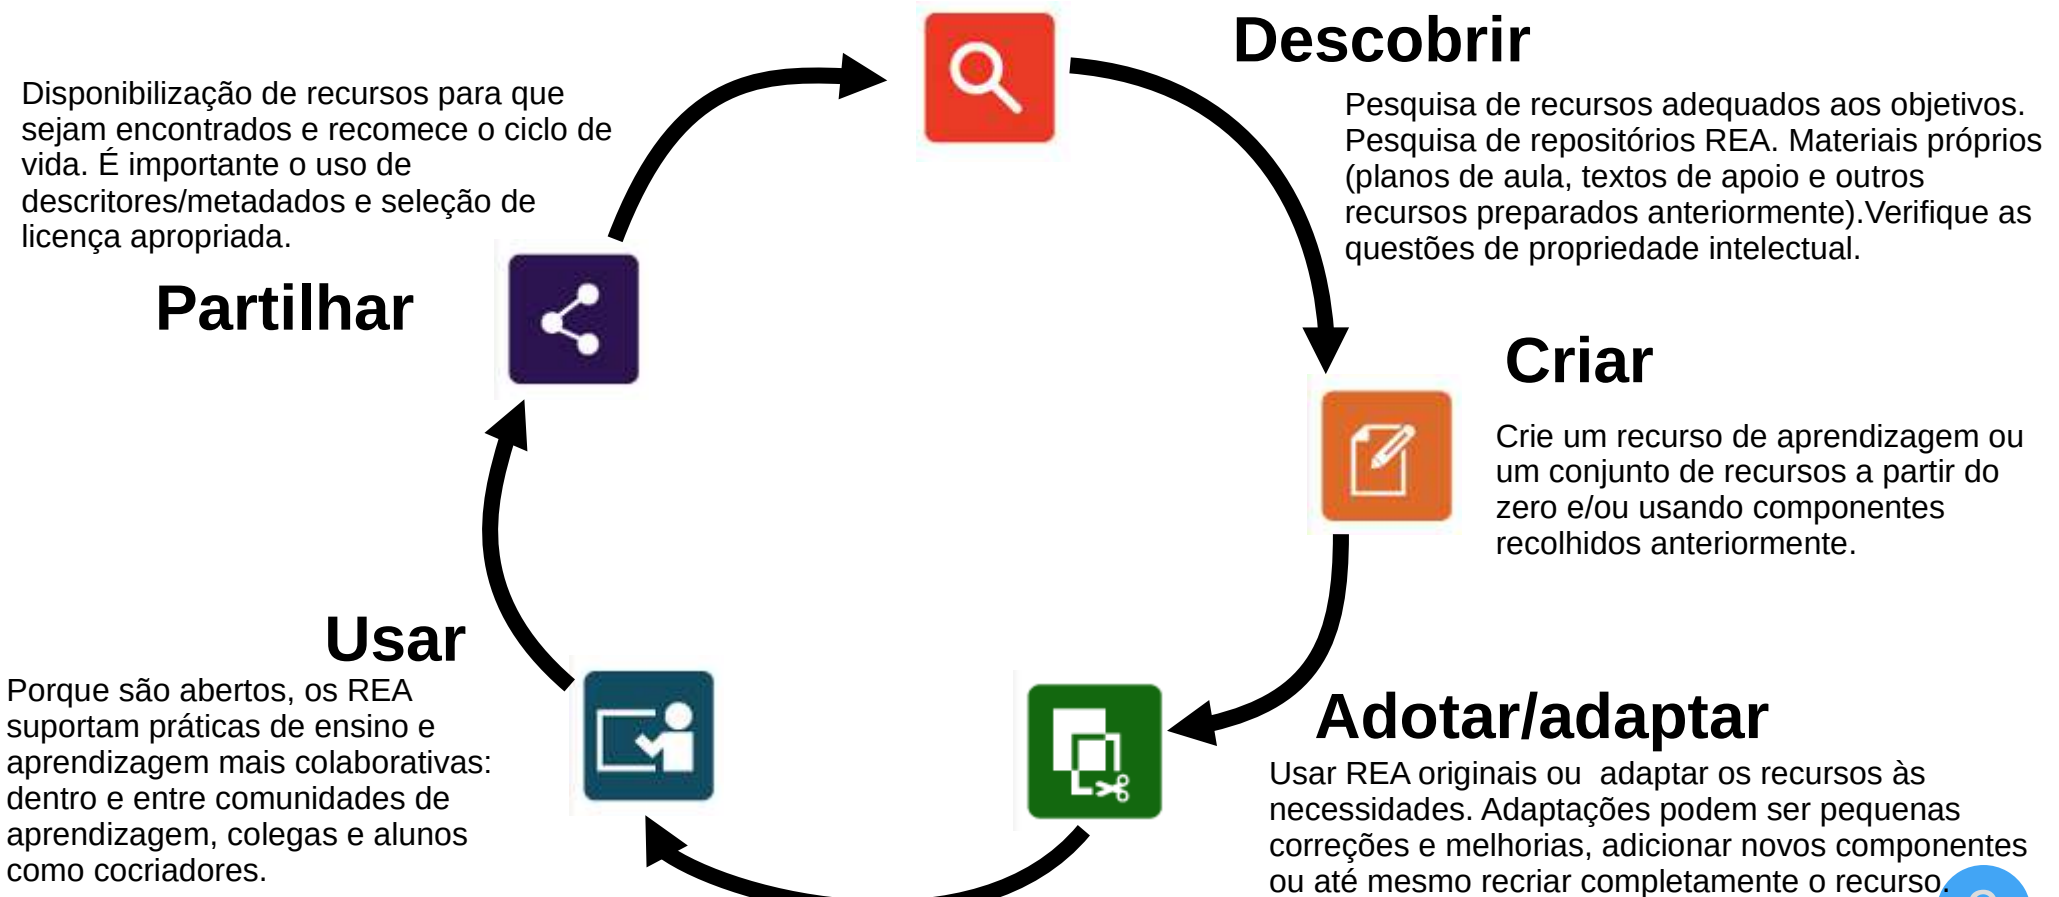 Descobrir
Pesquisa de recursos adequados aos objetivos.
Pesquisa de repositórios REA. Materiais próprios
(planos de aula, textos de apoio e outros
recursos preparados anteriormente).Verifique as
questões de propriedade intelectual.
Criar
Crie um recurso de aprendizagem ou
um conjunto de recursos a partir do
zero e/ou usando componentes
recolhidos anteriormente.
Adotar/adaptar
Usar REA originais ou  adaptar os recursos às
necessidades. Adaptações podem ser pequenas
correções e melhorias, adicionar novos componentes
ou até mesmo recriar completamente o recurso.
Usar
Porque são abertos, os REA
suportam práticas de ensino e
aprendizagem mais colaborativas:
dentro e entre comunidades de
aprendizagem, colegas e alunos
como cocriadores.
Disponibilização de recursos para que
sejam encontrados e recomece o ciclo de
vida. É importante o uso de
descritores/metadados e seleção de
licença apropriada.
Partilhar